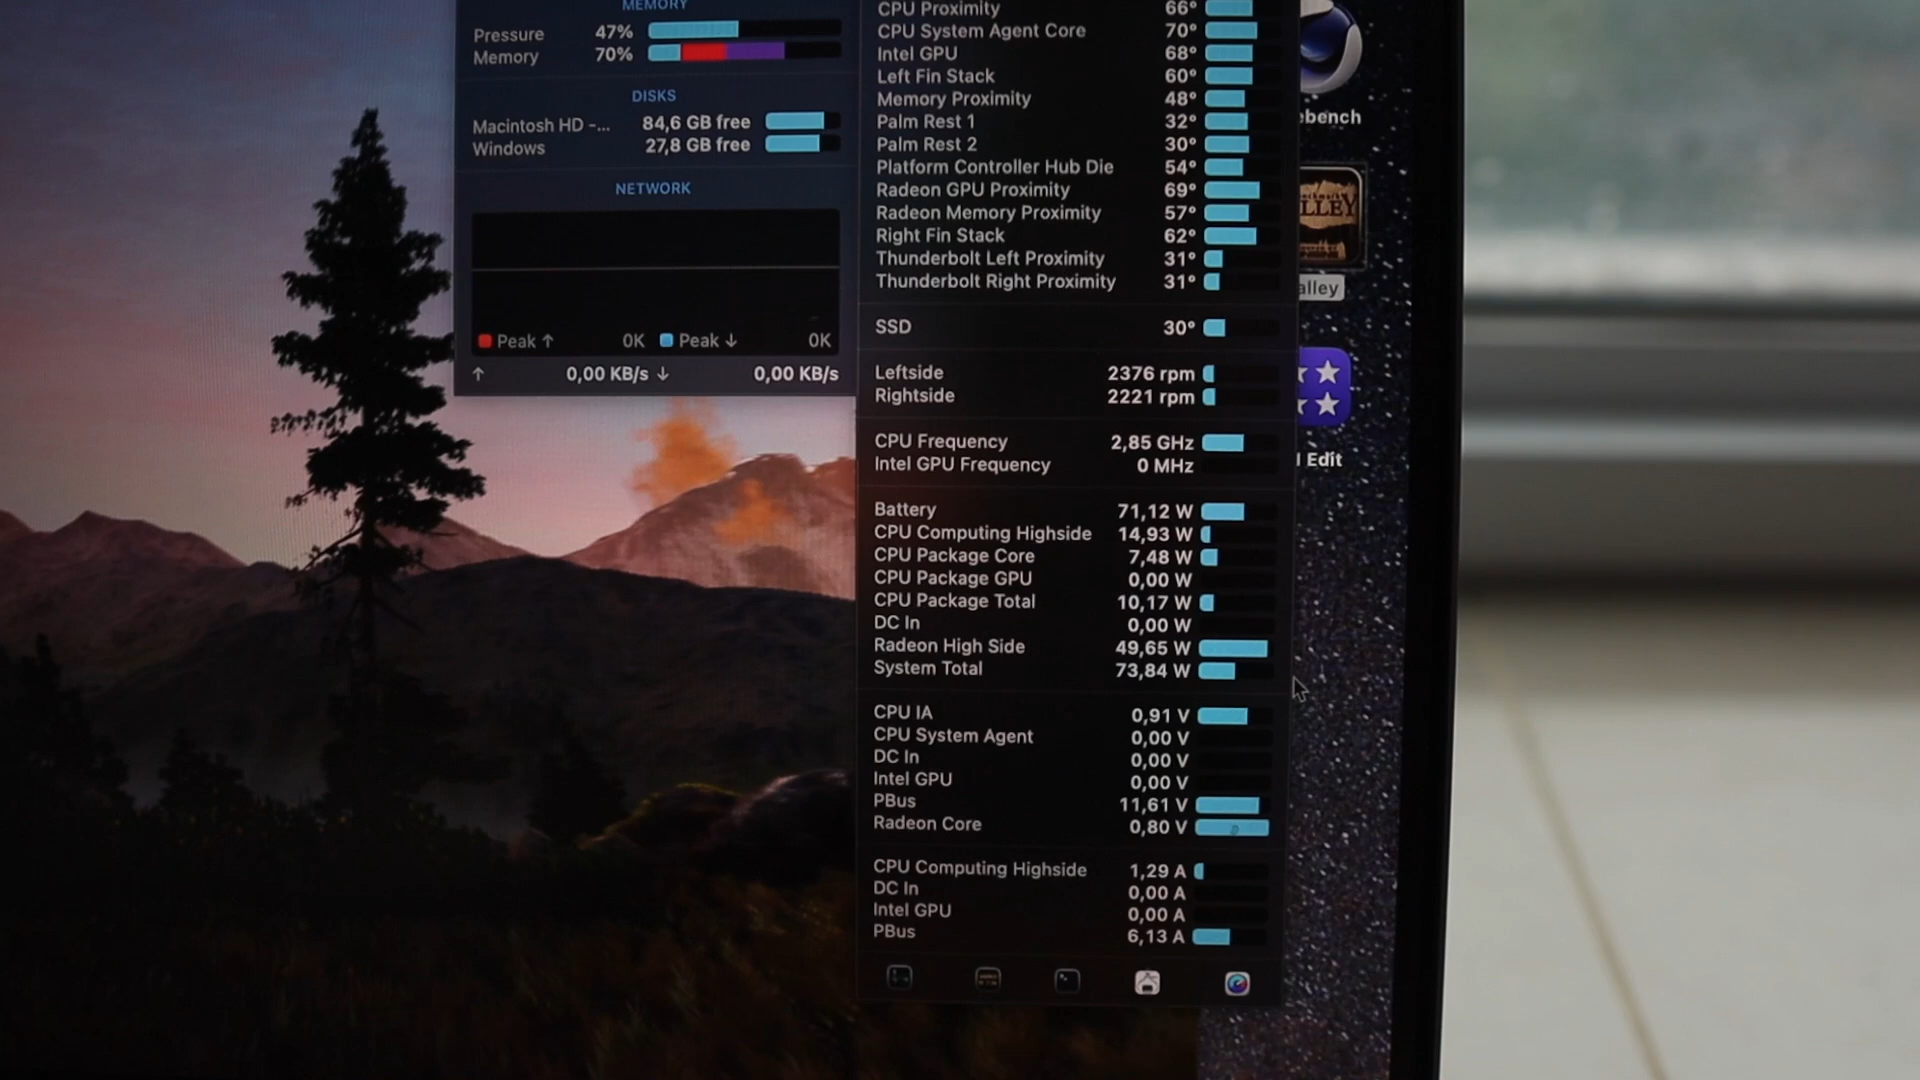 MEMORY
Pressure 47%
Memory 70%
DISKS
Macintosh HD -... 84,6 GB free
Windows 27,8 GB free
NETWORK
Peak ↑ 0K Peak ↓ 0K
↑ 0,00 KB/s ↓ 0,00 KB/s
CPU Proximity 66°
CPU System Agent Core 70°
Intel GPU 68°
Left Fin Stack 60°
Memory Proximity 48°
Palm Rest 1 32°
Palm Rest 2 30°
Platform Controller Hub Die 54°
Radeon GPU Proximity 69°
Radeon Memory Proximity 57°
Right Fin Stack 62°
Thunderbolt Left Proximity 31°
Thunderbolt Right Proximity 31°
SSD 30°
Leftside 2376 rpm
Rightside 2221 rpm
CPU Frequency 2,85 GHz
Intel GPU Frequency 0 MHz
Battery 71,12 W
CPU Computing Highside 14,93 W
CPU Package Core 7,48 W
CPU Package GPU 0,00 W
CPU Package Total 10,17 W
DC In 0,00 W
Radeon High Side 49,65 W
System Total 73,84 W
CPU IA 0,91 V
CPU System Agent 0,00 V
DC In 0,00 V
Intel GPU 0,00 V
PBus 11,61 V
Radeon Core 0,80 V
CPU Computing Highside 1,29 A
DC In 0,00 A
Intel GPU 0,00 A
PBus 6,13 A
ebench
LLEY
alley
l Edit